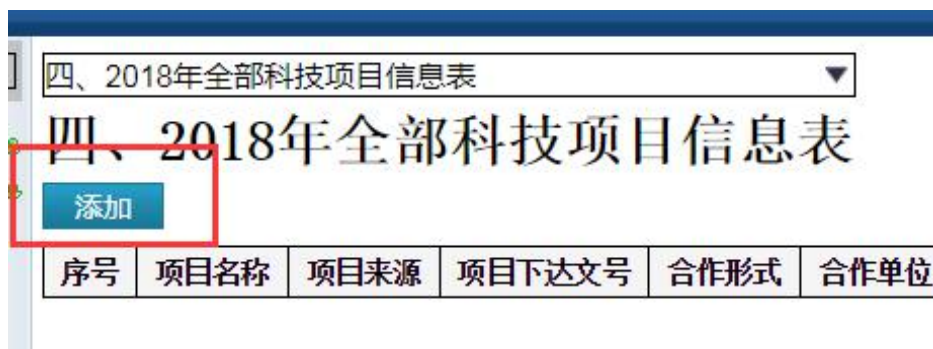 四、2018年全部科技项目信息表
四、2018年全部科技项目信息表
添加
序号 项目名称 项目来源 项目下达文号 合作形式 合作单位